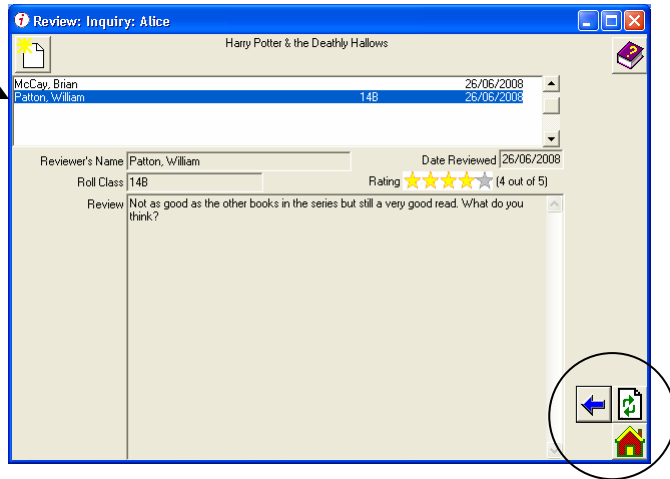 Review: Inquiry: Alice
Harry Potter & the Deathly Hallows
McCay, Brian 26/06/2008
Patton, William 14B 26/06/2008
Reviewer's Name Patton, William Date Reviewed 26/06/2008
Roll Class 14B Rating (4 out of 5)
Review Not as good as the other books in the series but still a very good read. What do you
think?